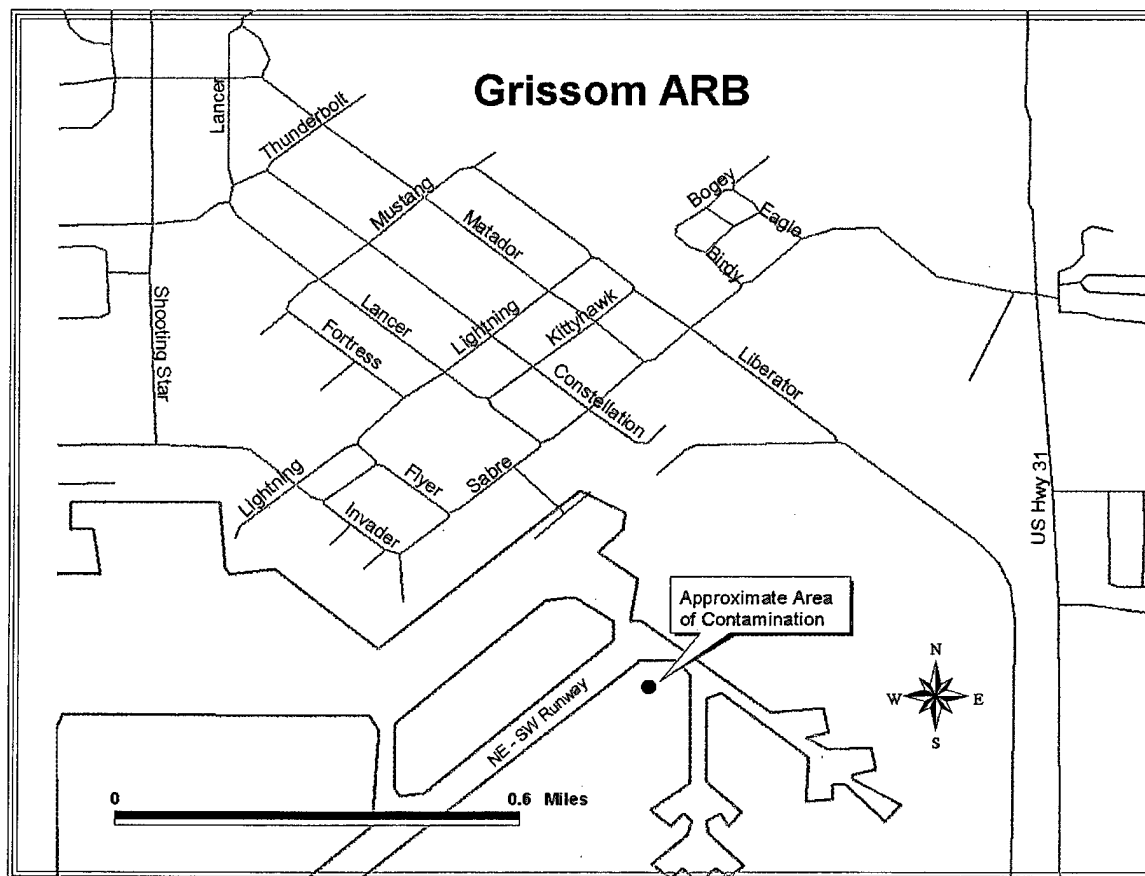 Grissom ARB
Lancer
Thunderbolt
Mustang
Matador
Bogey
Eagle
Birdy
Shooting Star
Lancer
Fortress
Lightning
Kittyhawk
Constellation
Liberator
US Hwy 31
Lightning
Flyer
Sabre
Invader
Approximate Area
of Contamination
N
W
E
S
NE - SW Runway
0
0.6 Miles